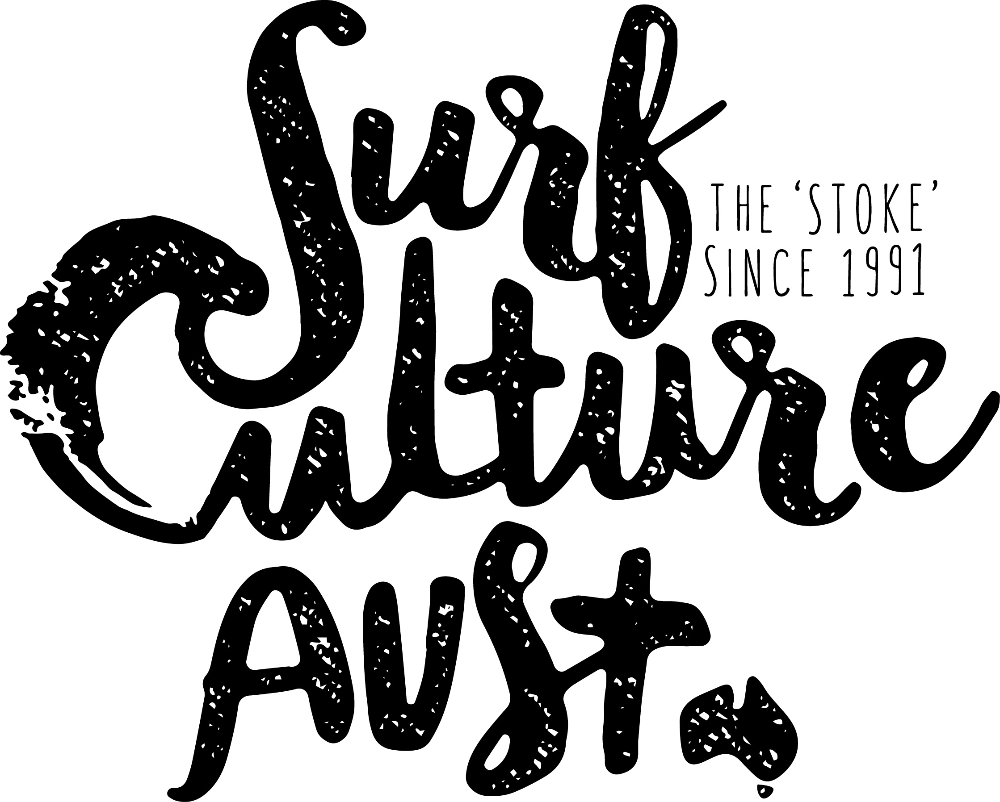 Surf
THE ‘STOKE’
SINCE 1991
Culture
AUST